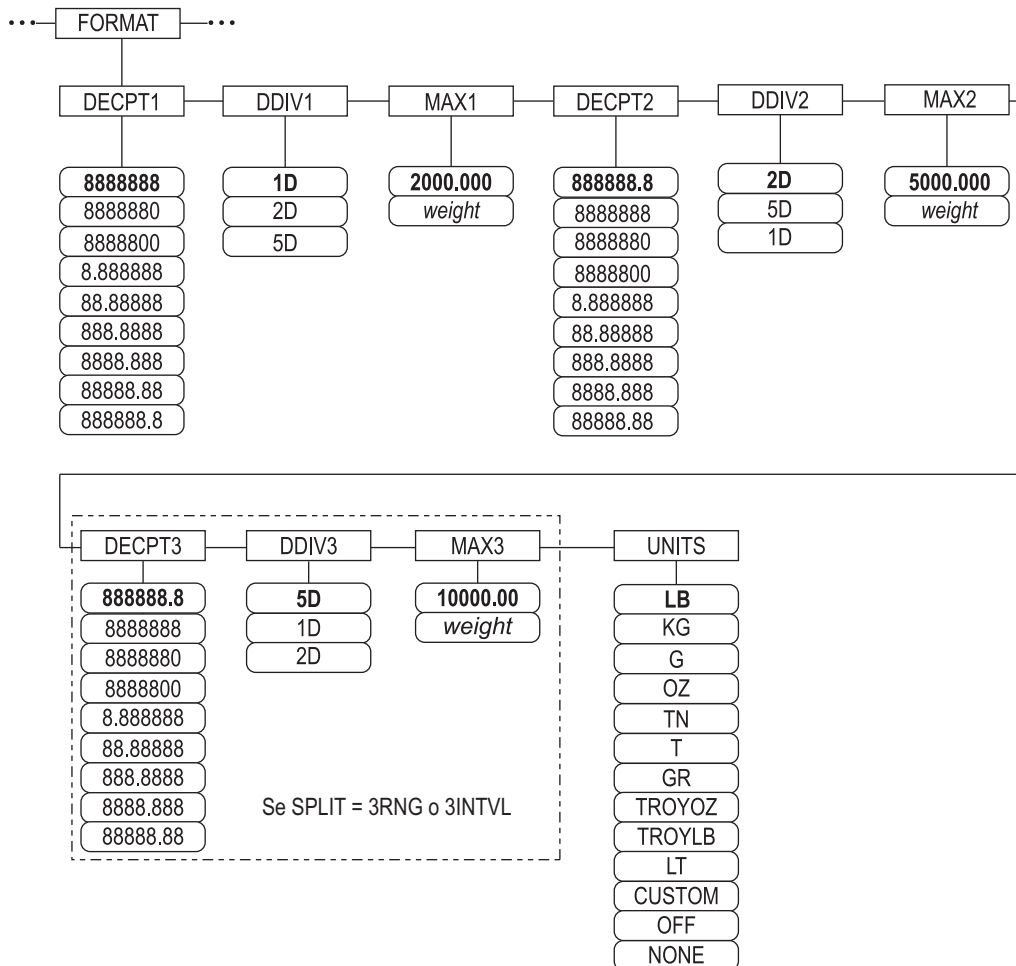 ••• FORMAT •••
DECPT1 DDIV1 MAX1 DECPT2 DDIV2 MAX2
8888888 1D 2000.000 888888.8 2D 5000.000
8888880 2D weight 8888888 5D weight
8888800 5D 8888880 1D
8.888888 8888800
88.88888 8.888888
888.8888 88.88888
8888.888 888.8888
88888.88 8888.888
888888.8 88888.88
DECPT3 DDIV3 MAX3 UNITS
888888.8 5D 10000.00 LB
8888888 1D weight KG
8888880 2D G
8888800 OZ
8.888888 TN
88.88888 T
888.8888 GR
8888.888 Se SPLIT = 3RNG o 3INTVL TROYOZ
88888.88 TROYLB
LT
CUSTOM
OFF
NONE